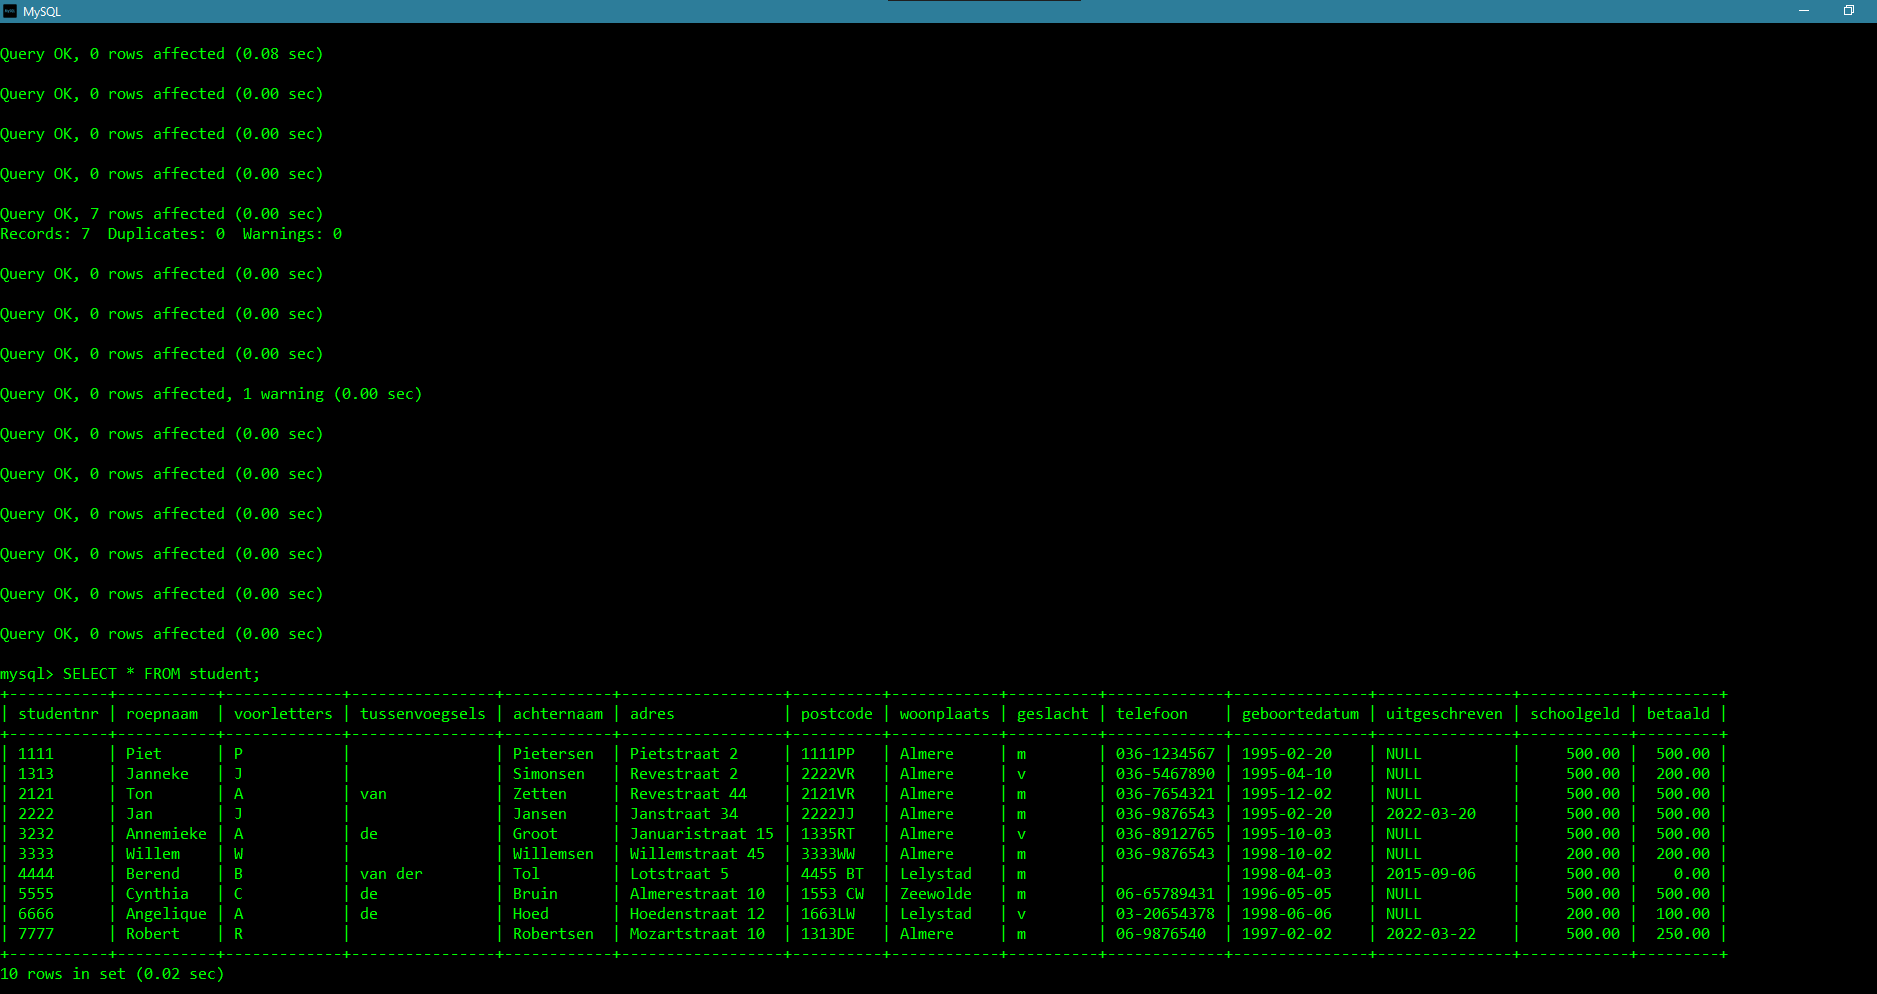 MySQL
Query OK, 0 rows affected (0.08 sec)
Query OK, 0 rows affected (0.00 sec)
Query OK, 0 rows affected (0.00 sec)
Query OK, 0 rows affected (0.00 sec)
Query OK, 7 rows affected (0.00 sec)
Records: 7  Duplicates: 0  Warnings: 0
Query OK, 0 rows affected (0.00 sec)
Query OK, 0 rows affected (0.00 sec)
Query OK, 0 rows affected (0.00 sec)
Query OK, 0 rows affected, 1 warning (0.00 sec)
Query OK, 0 rows affected (0.00 sec)
Query OK, 0 rows affected (0.00 sec)
Query OK, 0 rows affected (0.00 sec)
Query OK, 0 rows affected (0.00 sec)
Query OK, 0 rows affected (0.00 sec)
Query OK, 0 rows affected (0.00 sec)
mysql> SELECT * FROM student;
+-----------+-----------+-------------+----------------+------------+------------------+----------+------------+----------+-------------+---------------+---------------+------------+---------+
| studentnr | roepnaam  | voorletters | tussenvoegsels | achternaam | adres            | postcode | woonplaats | geslacht | telefoon    | geboortedatum | uitgeschreven | schoolgeld | betaald |
+-----------+-----------+-------------+----------------+------------+------------------+----------+------------+----------+-------------+---------------+---------------+------------+---------+
| 1111      | Piet      | P           |                | Pietersen  | Pietstraat 2     | 1111PP   | Almere     | m        | 036-1234567 | 1995-02-20    | NULL          |     500.00 |  500.00 |
| 1313      | Janneke   | J           |                | Simonsen   | Revestraat 2     | 2222VR   | Almere     | v        | 036-5467890 | 1995-04-10    | NULL          |     500.00 |  200.00 |
| 2121      | Ton       | A           | van            | Zetten     | Revestraat 44    | 2121VR   | Almere     | m        | 036-7654321 | 1995-12-02    | NULL          |     500.00 |  500.00 |
| 2222      | Jan       | J           |                | Jansen     | Janstraat 34     | 2222JJ   | Almere     | m        | 036-9876543 | 1995-02-20    | 2022-03-20    |     500.00 |  500.00 |
| 3232      | Annemieke | A           | de             | Groot      | Januaristraat 15 | 1335RT   | Almere     | v        | 036-8912765 | 1995-10-03    | NULL          |     500.00 |  500.00 |
| 3333      | Willem    | W           |                | Willemsen  | Willemstraat 45  | 3333WW   | Almere     | m        | 036-9876543 | 1998-10-02    | NULL          |     200.00 |  200.00 |
| 4444      | Berend    | B           | van der        | Tol        | Lotstraat 5      | 4455 BT  | Lelystad   | m        |             | 1998-04-03    | 2015-09-06    |     500.00 |    0.00 |
| 5555      | Cynthia   | C           | de             | Bruin      | Almerestraat 10  | 1553 CW  | Zeewolde   | m        | 06-65789431 | 1996-05-05    | NULL          |     500.00 |  500.00 |
| 6666      | Angelique | A           | de             | Hoed       | Hoedenstraat 12  | 1663LW   | Lelystad   | v        | 03-20654378 | 1998-06-06    | NULL          |     200.00 |  100.00 |
| 7777      | Robert    | R           |                | Robertsen  | Mozartstraat 10  | 1313DE   | Almere     | m        | 06-9876540  | 1997-02-02    | 2022-03-22    |     500.00 |  250.00 |
+-----------+-----------+-------------+----------------+------------+------------------+----------+------------+----------+-------------+---------------+---------------+------------+---------+
10 rows in set (0.02 sec)